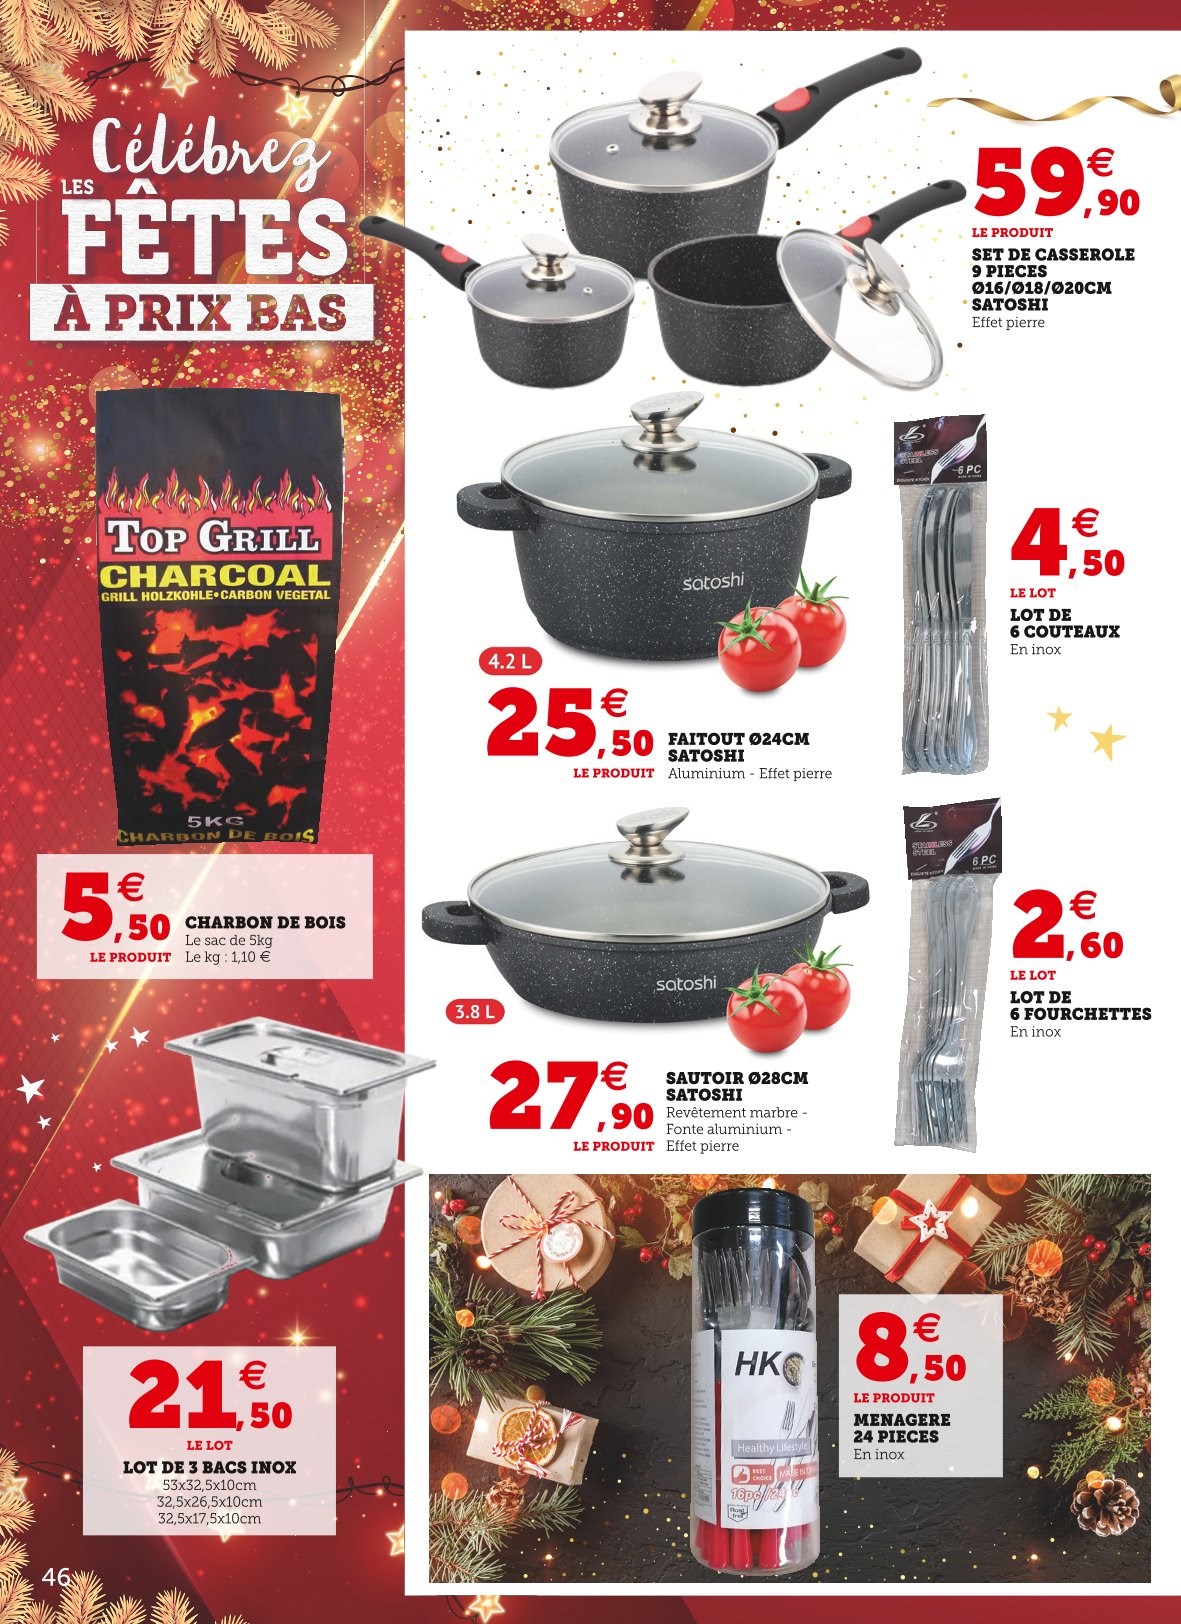 Célébrez
LES
FÊTES
À PRIX BAS
TOP GRILL
CHARCOAL
GRILL HOLZKOHLE • CARBON VEGETAL
5KG
CHARBON DE BOIS
5€,50
LE PRODUIT
CHARBON DE BOIS
Le sac de 5kg
Le kg : 1,10 €
21€,50
LE LOT
LOT DE 3 BACS INOX
53x32,5x10cm
32,5x26,5x10cm
32,5x17,5x10cm
46
59€,90
LE PRODUIT
SET DE CASSEROLE
9 PIECES
Ø16/Ø18/Ø20CM
SATOSHI
Effet pierre
satoshi
4.2 L
25€,50
LE PRODUIT
FAITOUT Ø24CM
SATOSHI
Aluminium - Effet pierre
STAINLESS
STEEL
6 PC
4€,50
LE LOT
LOT DE
6 COUTEAUX
En inox
satoshi
3.8 L
27€,90
LE PRODUIT
SAUTOIR Ø28CM
SATOSHI
Revêtement marbre -
Fonte aluminium -
Effet pierre
STAINLESS
STEEL
6 PC
2€,60
LE LOT
LOT DE
6 FOURCHETTES
En inox
HK
Healthy Lifestyle
BEST
CHOICE
8€,50
LE PRODUIT
MENAGERE
24 PIECES
En inox